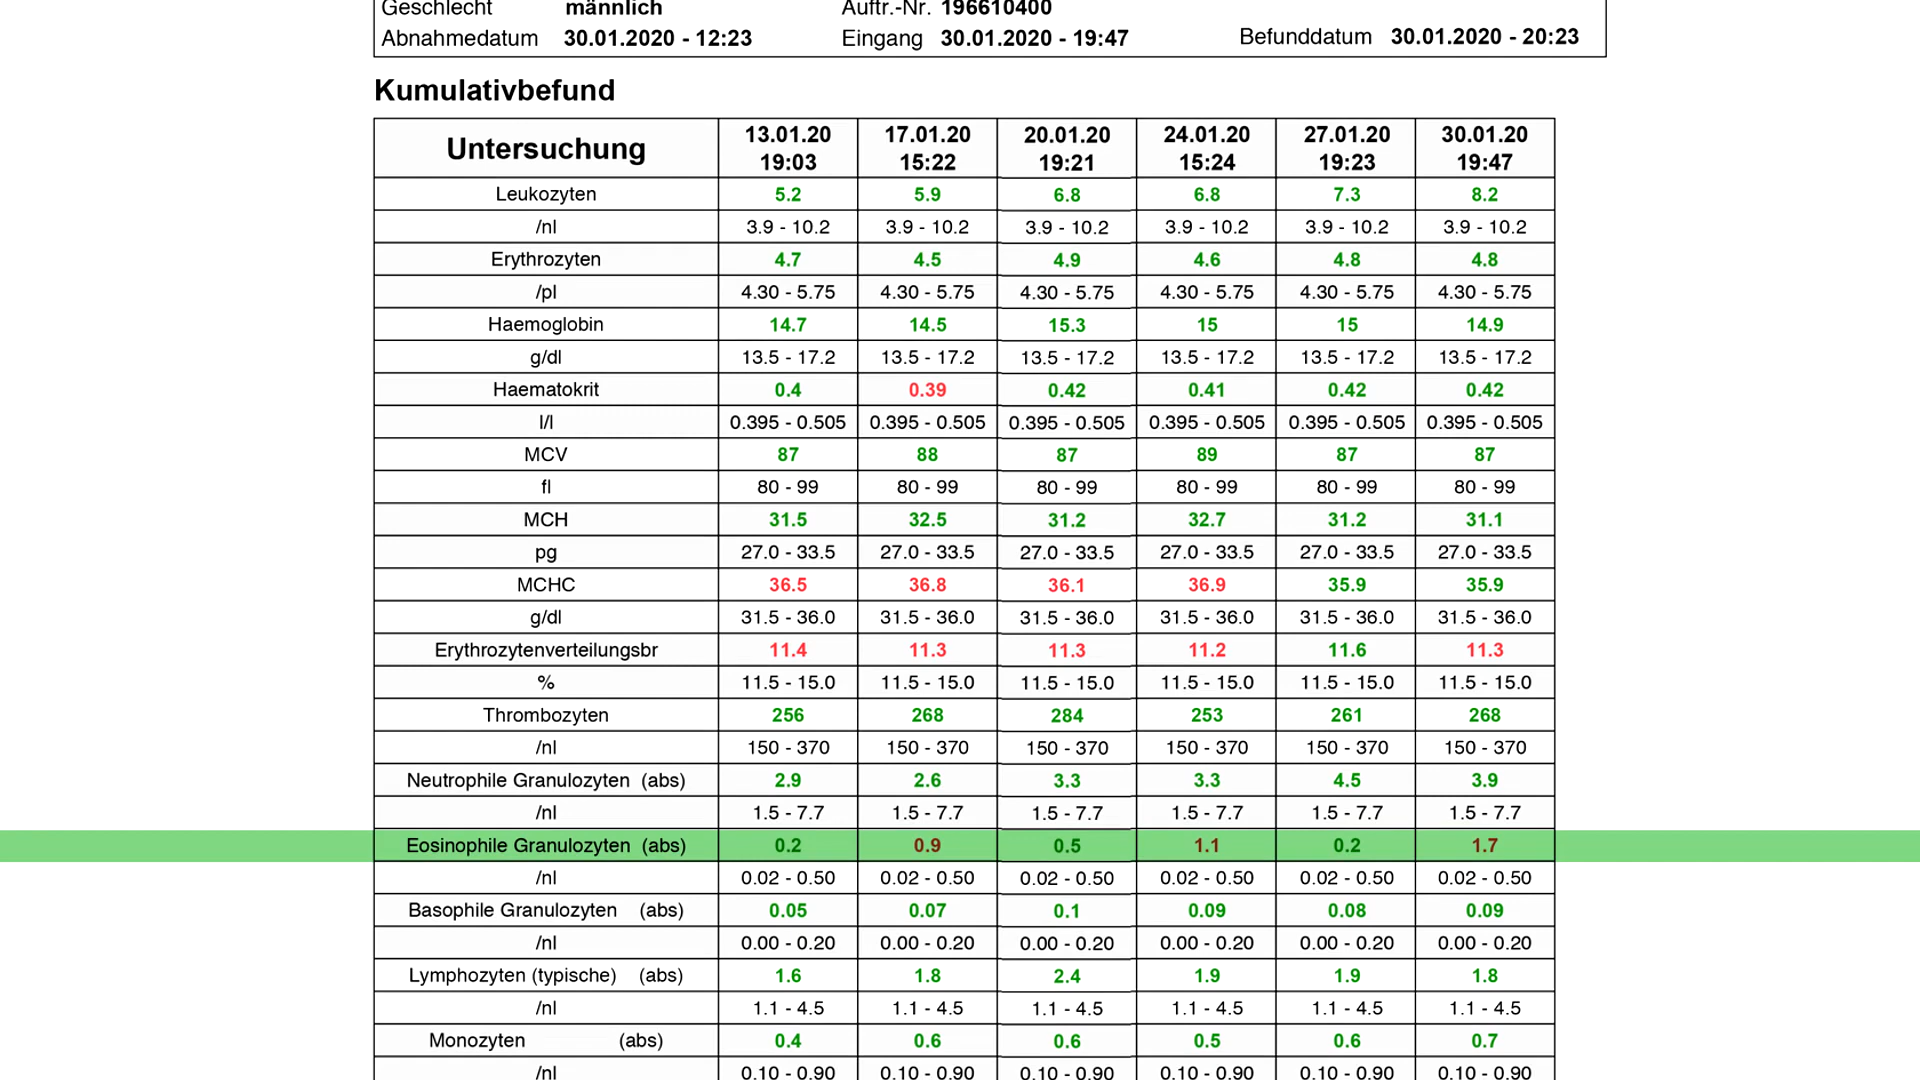 Geschlecht männlich Auftr.-Nr. 196610400
Abnahmedatum 30.01.2020 - 12:23 Eingang 30.01.2020 - 19:47 Befunddatum 30.01.2020 - 20:23
Kumulativbefund
Untersuchung 13.01.20 19:03 17.01.20 15:22 20.01.20 19:21 24.01.20 15:24 27.01.20 19:23 30.01.20 19:47
Leukozyten 5.2 5.9 6.8 6.8 7.3 8.2
/nl 3.9 - 10.2 3.9 - 10.2 3.9 - 10.2 3.9 - 10.2 3.9 - 10.2 3.9 - 10.2
Erythrozyten 4.7 4.5 4.9 4.6 4.8 4.8
/pl 4.30 - 5.75 4.30 - 5.75 4.30 - 5.75 4.30 - 5.75 4.30 - 5.75 4.30 - 5.75
Haemoglobin 14.7 14.5 15.3 15 15 14.9
g/dl 13.5 - 17.2 13.5 - 17.2 13.5 - 17.2 13.5 - 17.2 13.5 - 17.2 13.5 - 17.2
Haematokrit 0.4 0.39 0.42 0.41 0.42 0.42
l/l 0.395 - 0.505 0.395 - 0.505 0.395 - 0.505 0.395 - 0.505 0.395 - 0.505 0.395 - 0.505
MCV 87 88 87 89 87 87
fl 80 - 99 80 - 99 80 - 99 80 - 99 80 - 99 80 - 99
MCH 31.5 32.5 31.2 32.7 31.2 31.1
pg 27.0 - 33.5 27.0 - 33.5 27.0 - 33.5 27.0 - 33.5 27.0 - 33.5 27.0 - 33.5
MCHC 36.5 36.8 36.1 36.9 35.9 35.9
g/dl 31.5 - 36.0 31.5 - 36.0 31.5 - 36.0 31.5 - 36.0 31.5 - 36.0 31.5 - 36.0
Erythrozytenverteilungsbr 11.4 11.3 11.3 11.2 11.6 11.3
% 11.5 - 15.0 11.5 - 15.0 11.5 - 15.0 11.5 - 15.0 11.5 - 15.0 11.5 - 15.0
Thrombozyten 256 268 284 253 261 268
/nl 150 - 370 150 - 370 150 - 370 150 - 370 150 - 370 150 - 370
Neutrophile Granulozyten (abs) 2.9 2.6 3.3 3.3 4.5 3.9
/nl 1.5 - 7.7 1.5 - 7.7 1.5 - 7.7 1.5 - 7.7 1.5 - 7.7 1.5 - 7.7
Eosinophile Granulozyten (abs) 0.2 0.9 0.5 1.1 0.2 1.7
/nl 0.02 - 0.50 0.02 - 0.50 0.02 - 0.50 0.02 - 0.50 0.02 - 0.50 0.02 - 0.50
Basophile Granulozyten (abs) 0.05 0.07 0.1 0.09 0.08 0.09
/nl 0.00 - 0.20 0.00 - 0.20 0.00 - 0.20 0.00 - 0.20 0.00 - 0.20 0.00 - 0.20
Lymphozyten (typische) (abs) 1.6 1.8 2.4 1.9 1.9 1.8
/nl 1.1 - 4.5 1.1 - 4.5 1.1 - 4.5 1.1 - 4.5 1.1 - 4.5 1.1 - 4.5
Monozyten (abs) 0.4 0.6 0.6 0.5 0.6 0.7
/nl 0.10 - 0.90 0.10 - 0.90 0.10 - 0.90 0.10 - 0.90 0.10 - 0.90 0.10 - 0.90